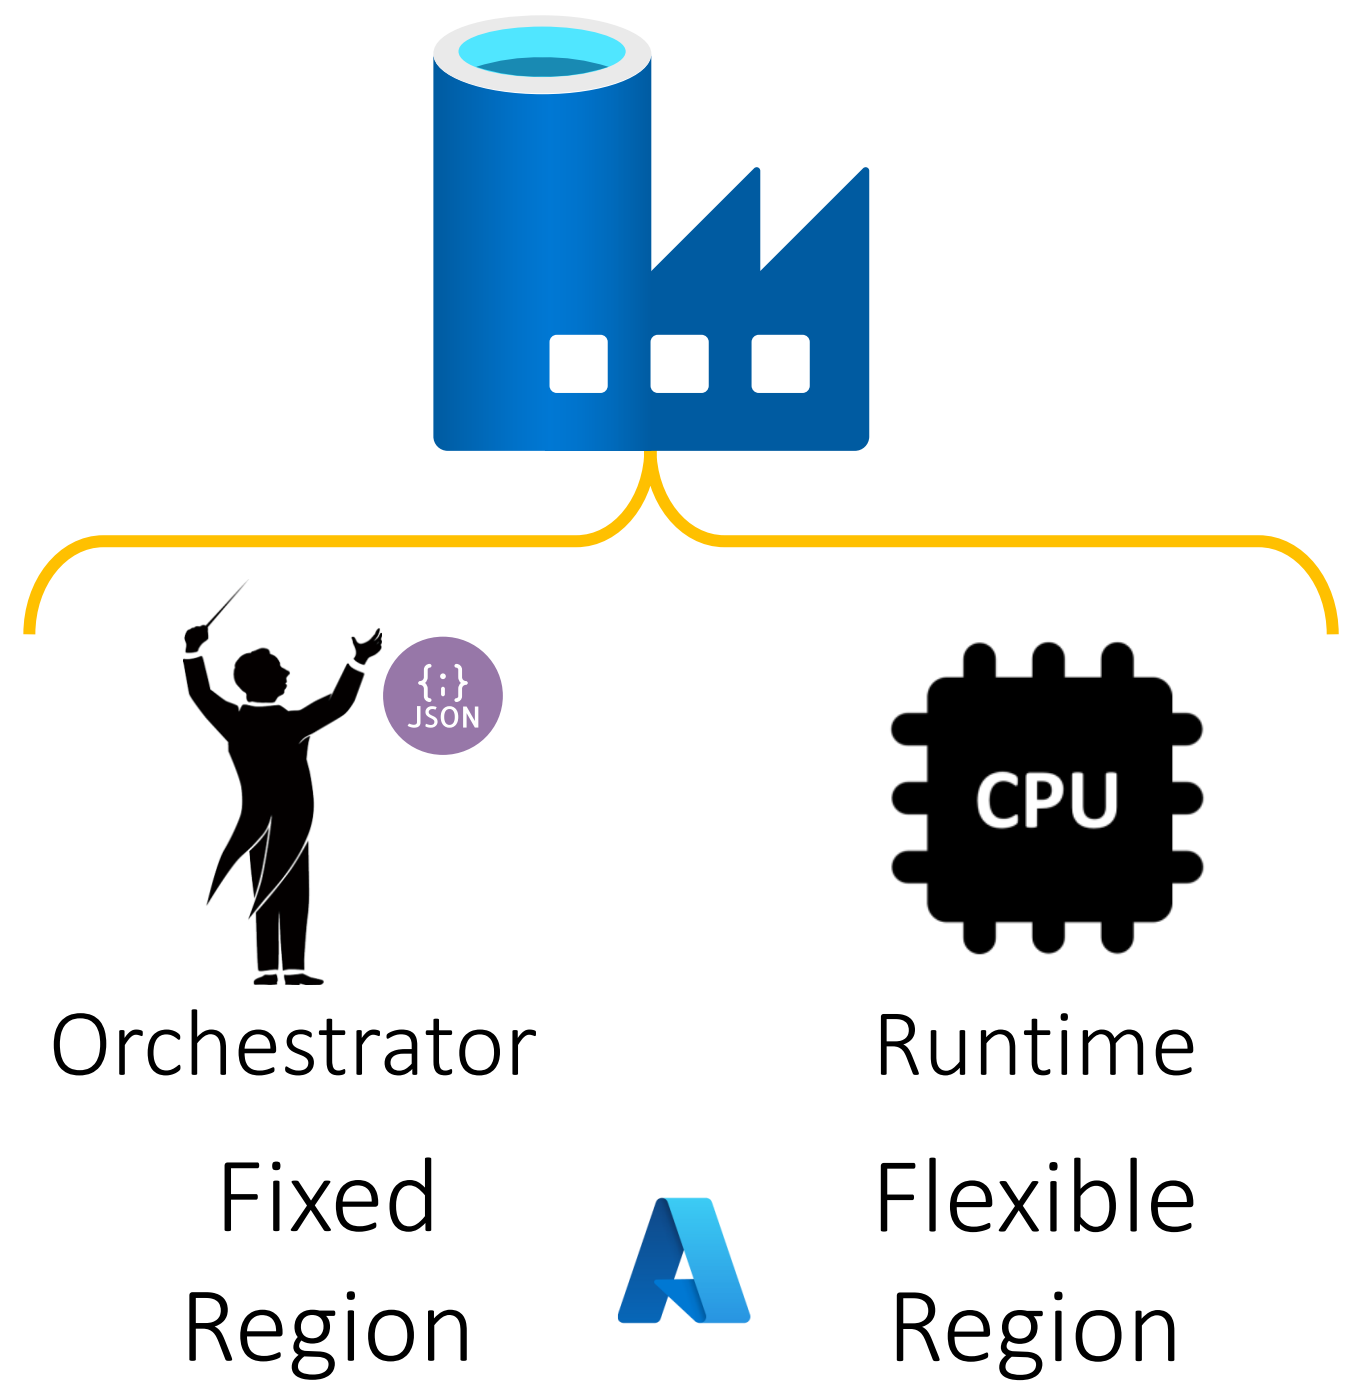 {;}
JSON
CPU
Orchestrator
Runtime
Fixed
Region
Flexible
Region